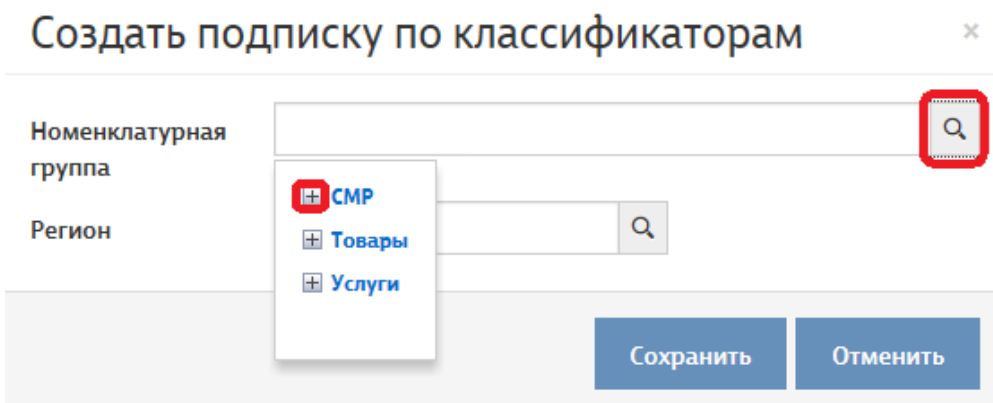 Создать подписку по классификаторам
Номенклатурная
группа
СМР
Регион
Товары
Услуги
Сохранить Отменить